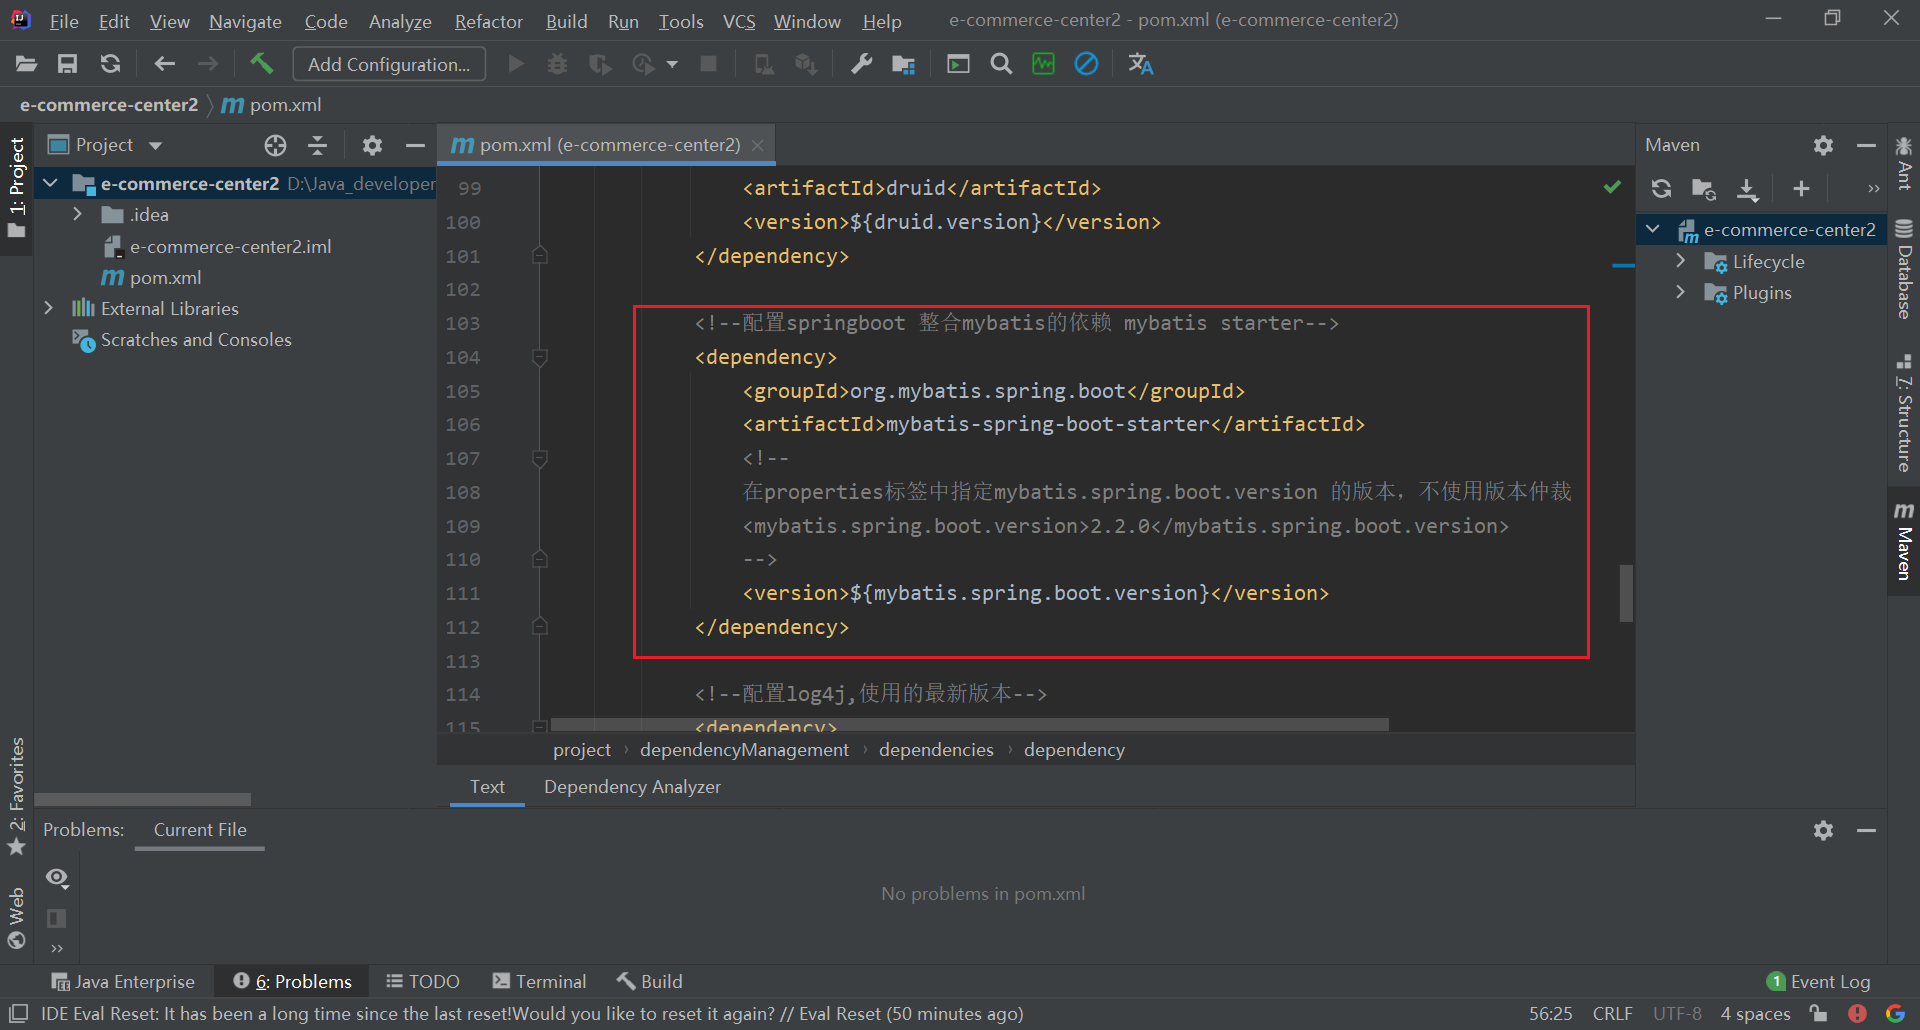 File Edit View Navigate Code Analyze Refactor Build Run Tools VCS Window Help e-commerce-center2 - pom.xml (e-commerce-center2)
Add Configuration...
e-commerce-center2 pom.xml
1: Project
Project
e-commerce-center2 D:\Java_developer
.idea
e-commerce-center2.iml
pom.xml
External Libraries
Scratches and Consoles
2: Favorites
Web
pom.xml (e-commerce-center2)
99 <artifactId>druid</artifactId>
100 <version>${druid.version}</version>
101 </dependency>
102
103 <!--配置springboot 整合mybatis的依赖 mybatis starter-->
104 <dependency>
105 <groupId>org.mybatis.spring.boot</groupId>
106 <artifactId>mybatis-spring-boot-starter</artifactId>
107 <!--
108 在properties标签中指定mybatis.spring.boot.version 的版本，不使用版本仲裁
109 <mybatis.spring.boot.version>2.2.0</mybatis.spring.boot.version>
110 -->
111 <version>${mybatis.spring.boot.version}</version>
112 </dependency>
113
114 <!--配置log4j,使用的最新版本-->
115 <dependency>
project › dependencyManagement › dependencies › dependency
Text Dependency Analyzer
Maven
e-commerce-center2
Lifecycle
Plugins
Ant
Database
7: Structure
Maven
Problems: Current File
No problems in pom.xml
Java Enterprise 6: Problems TODO Terminal Build 1 Event Log
IDE Eval Reset: It has been a long time since the last reset!Would you like to reset it again? // Eval Reset (50 minutes ago) 56:25 CRLF UTF-8 4 spaces